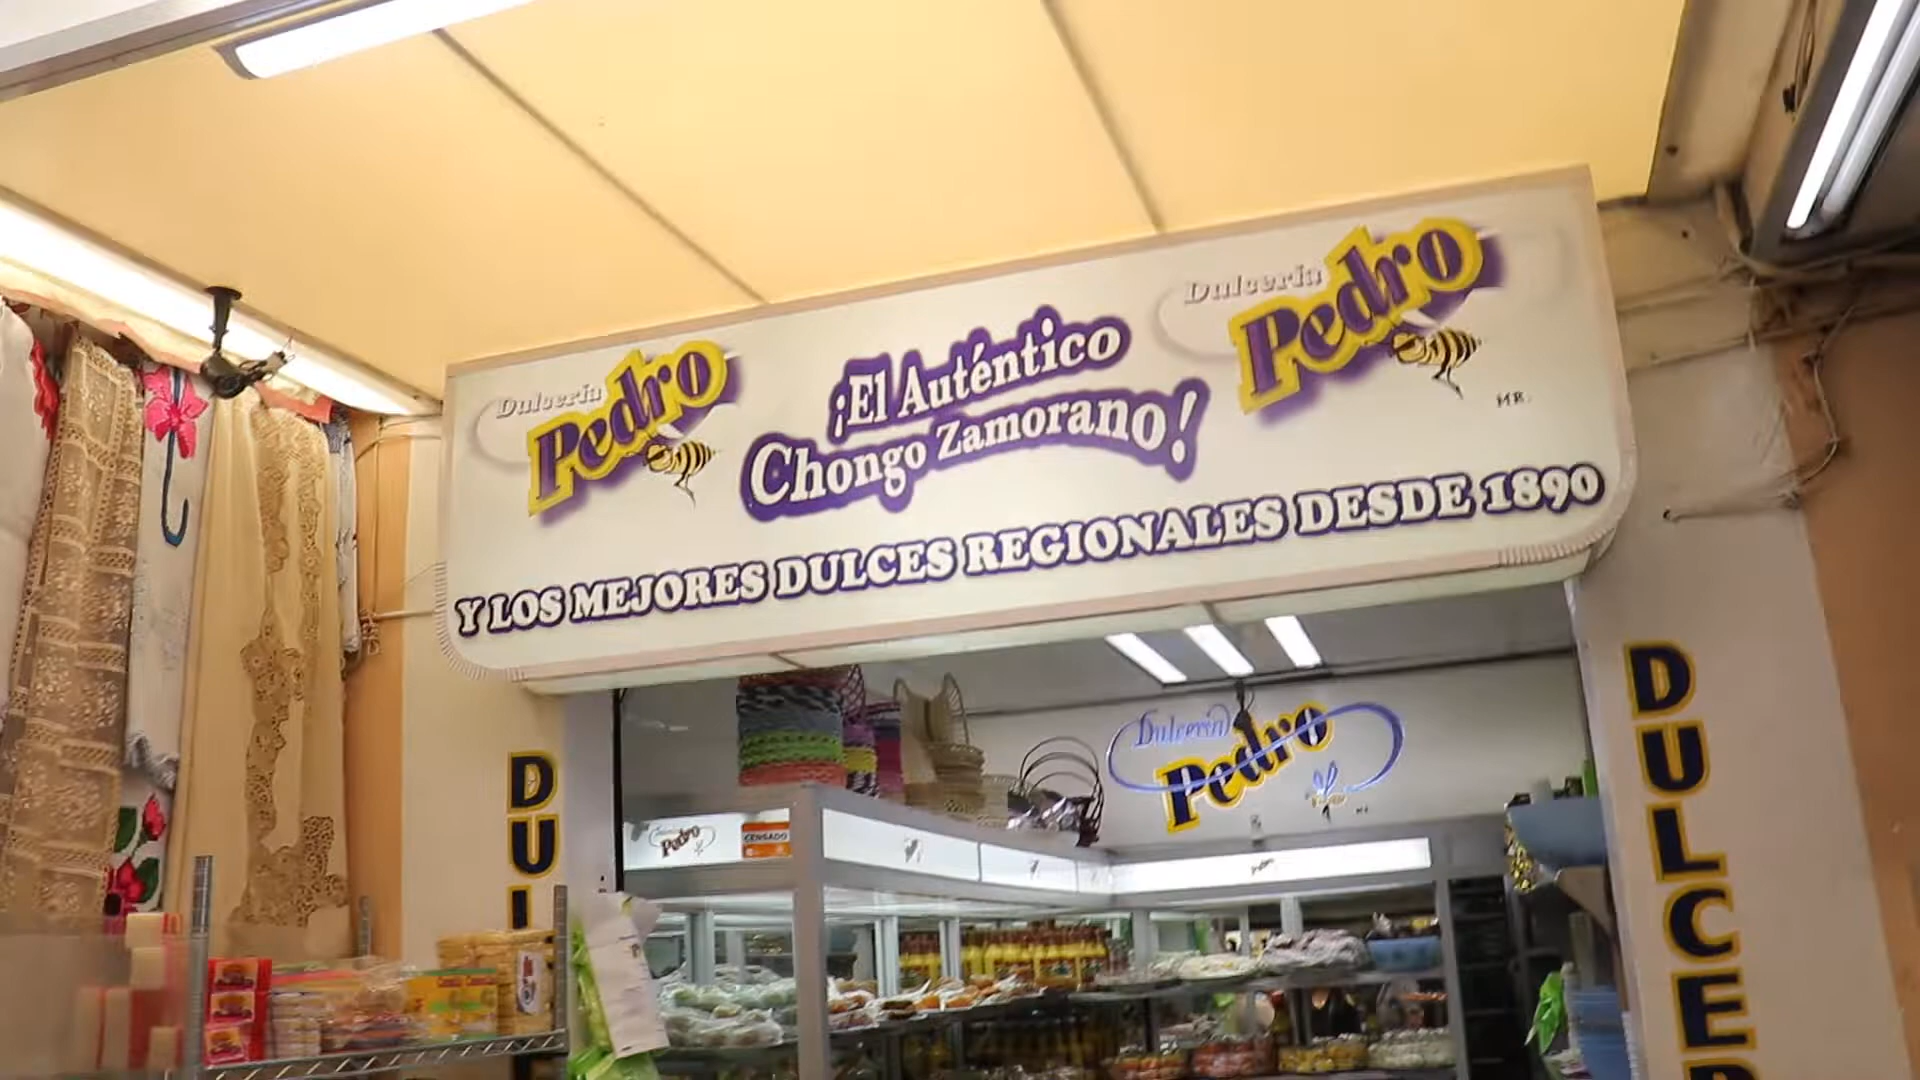 Dulcería
Pedro
¡El Auténtico
Chongo Zamorano!
Dulcería
Pedro
MR.
Y LOS MEJORES DULCES REGIONALES DESDE 1890
Dulcería
Pedro
Pedro
CENSADO
DUL
DULCER